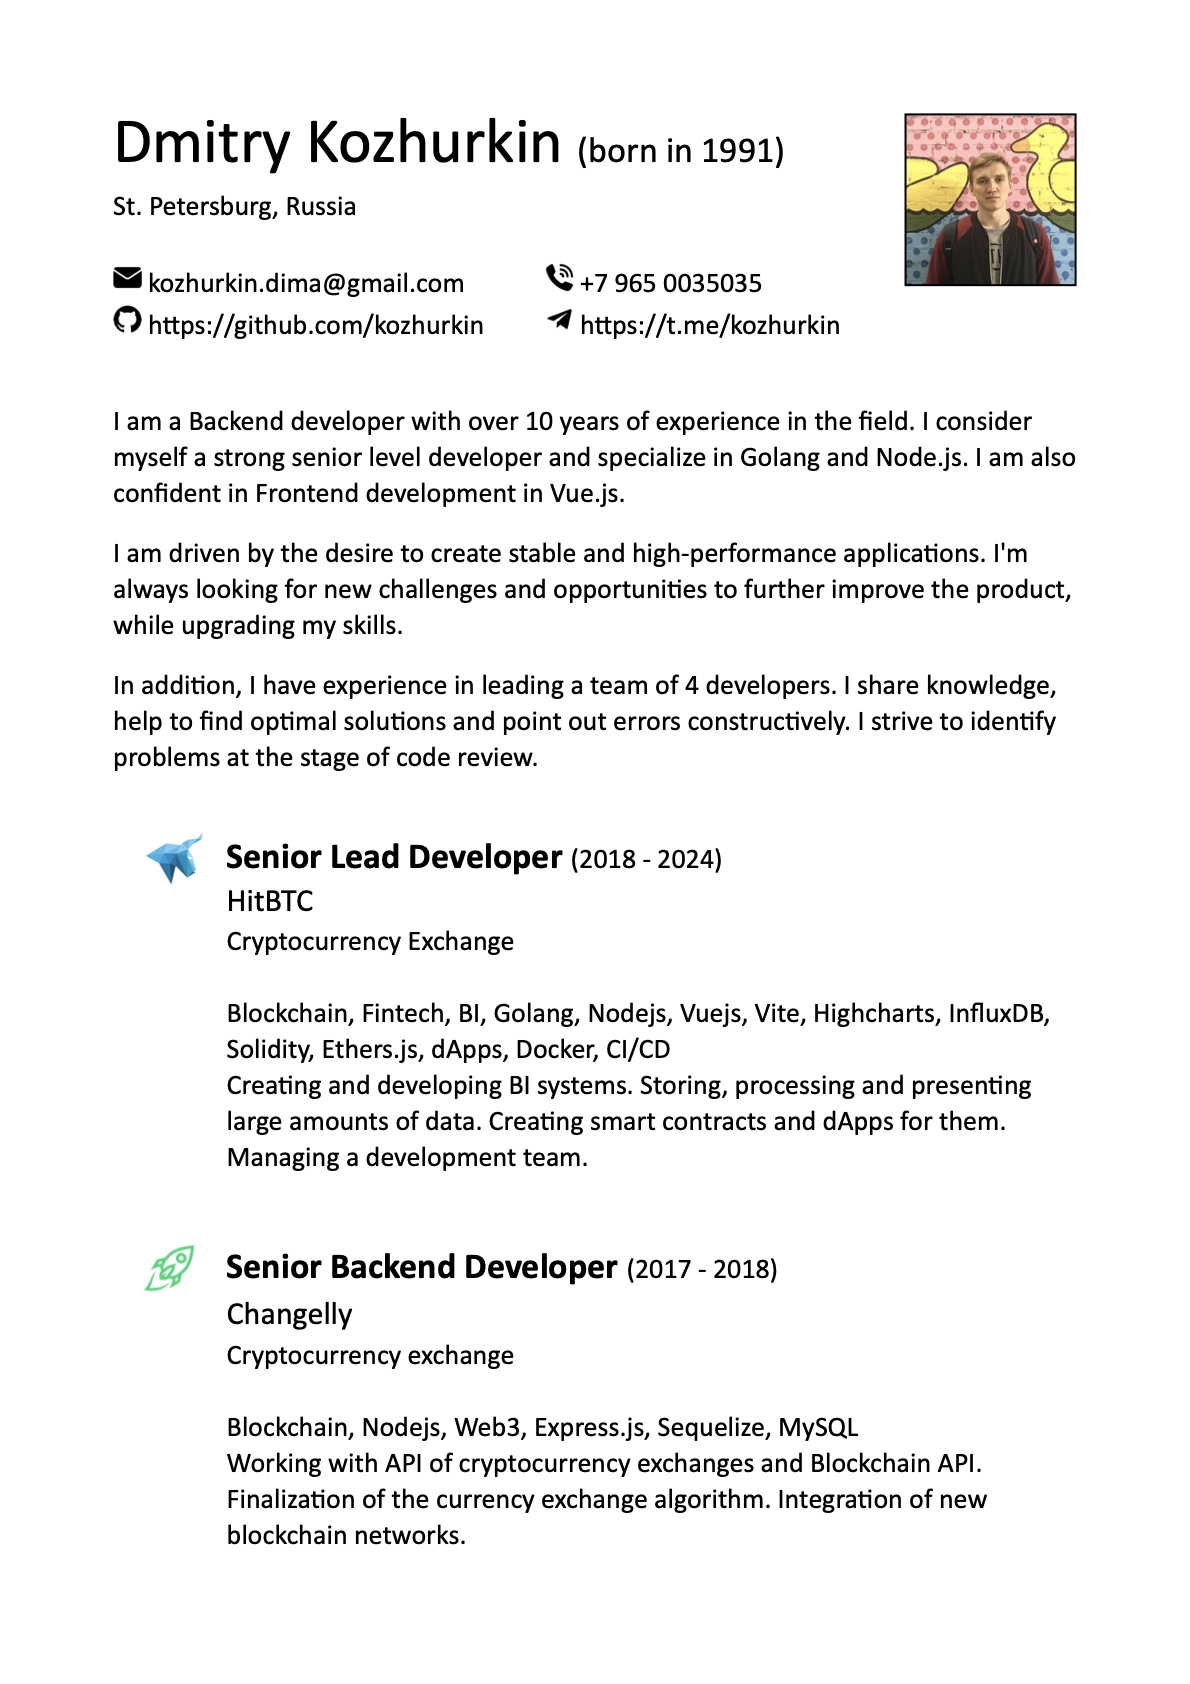 Dmitry Kozhurkin (born in 1991)
St. Petersburg, Russia
kozhurkin.dima@gmail.com
+7 965 0035035
https://github.com/kozhurkin
https://t.me/kozhurkin
I am a Backend developer with over 10 years of experience in the field. I consider
myself a strong senior level developer and specialize in Golang and Node.js. I am also
confident in Frontend development in Vue.js.
I am driven by the desire to create stable and high-performance applications. I'm
always looking for new challenges and opportunities to further improve the product,
while upgrading my skills.
In addition, I have experience in leading a team of 4 developers. I share knowledge,
help to find optimal solutions and point out errors constructively. I strive to identify
problems at the stage of code review.
Senior Lead Developer (2018 - 2024)
HitBTC
Cryptocurrency Exchange
Blockchain, Fintech, BI, Golang, Nodejs, Vuejs, Vite, Highcharts, InfluxDB,
Solidity, Ethers.js, dApps, Docker, CI/CD
Creating and developing BI systems. Storing, processing and presenting
large amounts of data. Creating smart contracts and dApps for them.
Managing a development team.
Senior Backend Developer (2017 - 2018)
Changelly
Cryptocurrency exchange
Blockchain, Nodejs, Web3, Express.js, Sequelize, MySQL
Working with API of cryptocurrency exchanges and Blockchain API.
Finalization of the currency exchange algorithm. Integration of new
blockchain networks.